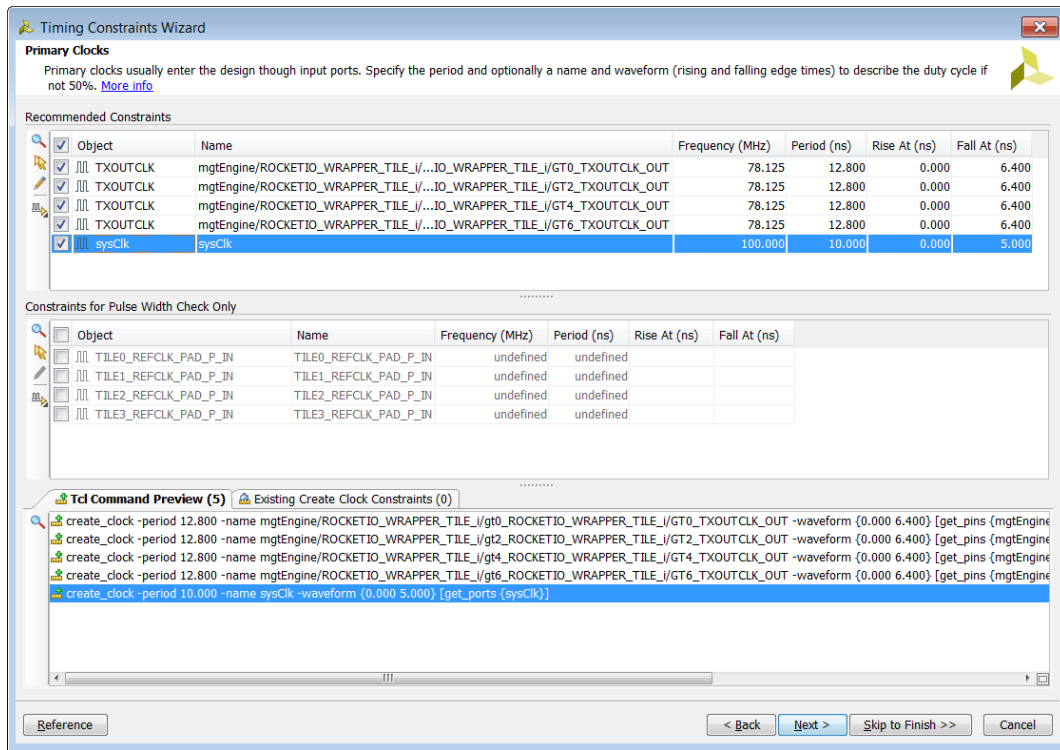 Timing Constraints Wizard
Primary Clocks
Primary clocks usually enter the design though input ports. Specify the period and optionally a name and waveform (rising and falling edge times) to describe the duty cycle if
not 50%. More info
Recommended Constraints
Object Name Frequency (MHz) Period (ns) Rise At (ns) Fall At (ns)
TXOUTCLK mgtEngine/ROCKETIO_WRAPPER_TILE_i/...IO_WRAPPER_TILE_i/GT0_TXOUTCLK_OUT 78.125 12.800 0.000 6.400
TXOUTCLK mgtEngine/ROCKETIO_WRAPPER_TILE_i/...IO_WRAPPER_TILE_i/GT2_TXOUTCLK_OUT 78.125 12.800 0.000 6.400
TXOUTCLK mgtEngine/ROCKETIO_WRAPPER_TILE_i/...IO_WRAPPER_TILE_i/GT4_TXOUTCLK_OUT 78.125 12.800 0.000 6.400
TXOUTCLK mgtEngine/ROCKETIO_WRAPPER_TILE_i/...IO_WRAPPER_TILE_i/GT6_TXOUTCLK_OUT 78.125 12.800 0.000 6.400
sysClk sysClk 100.000 10.000 0.000 5.000
Constraints for Pulse Width Check Only
Object Name Frequency (MHz) Period (ns) Rise At (ns) Fall At (ns)
TILE0_REFCLK_PAD_P_IN TILE0_REFCLK_PAD_P_IN undefined undefined
TILE1_REFCLK_PAD_P_IN TILE1_REFCLK_PAD_P_IN undefined undefined
TILE2_REFCLK_PAD_P_IN TILE2_REFCLK_PAD_P_IN undefined undefined
TILE3_REFCLK_PAD_P_IN TILE3_REFCLK_PAD_P_IN undefined undefined
Tcl Command Preview (5) Existing Create Clock Constraints (0)
create_clock -period 12.800 -name mgtEngine/ROCKETIO_WRAPPER_TILE_i/gt0_ROCKETIO_WRAPPER_TILE_i/GT0_TXOUTCLK_OUT -waveform {0.000 6.400} [get_pins {mgtEngine
create_clock -period 12.800 -name mgtEngine/ROCKETIO_WRAPPER_TILE_i/gt2_ROCKETIO_WRAPPER_TILE_i/GT2_TXOUTCLK_OUT -waveform {0.000 6.400} [get_pins {mgtEngine
create_clock -period 12.800 -name mgtEngine/ROCKETIO_WRAPPER_TILE_i/gt4_ROCKETIO_WRAPPER_TILE_i/GT4_TXOUTCLK_OUT -waveform {0.000 6.400} [get_pins {mgtEngine
create_clock -period 12.800 -name mgtEngine/ROCKETIO_WRAPPER_TILE_i/gt6_ROCKETIO_WRAPPER_TILE_i/GT6_TXOUTCLK_OUT -waveform {0.000 6.400} [get_pins {mgtEngine
create_clock -period 10.000 -name sysClk -waveform {0.000 5.000} [get_ports {sysClk}]
Reference < Back Next > Skip to Finish >> Cancel